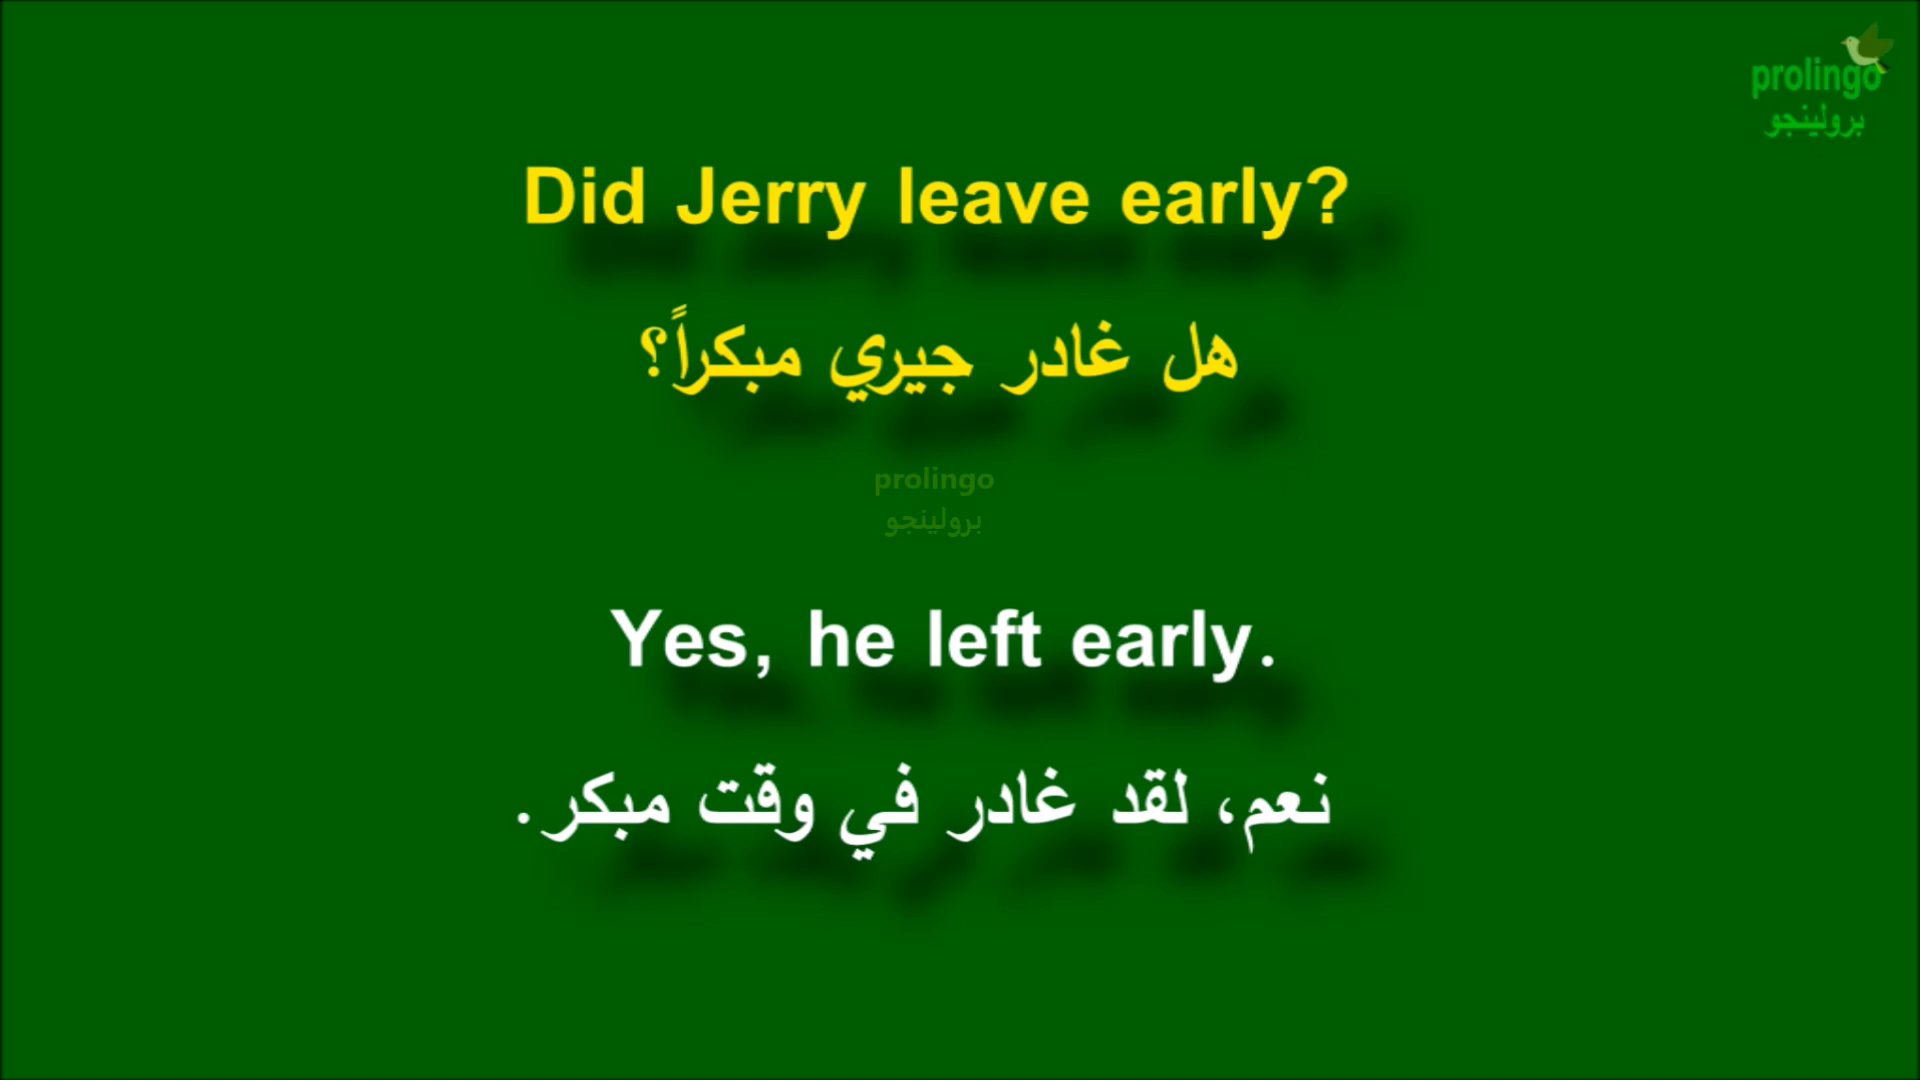 prolingo
برولينجو
Did Jerry leave early?
هل غادر جيري مبكراً؟
prolingo
برولينجو
Yes, he left early.
نعم، لقد غادر في وقت مبكر.